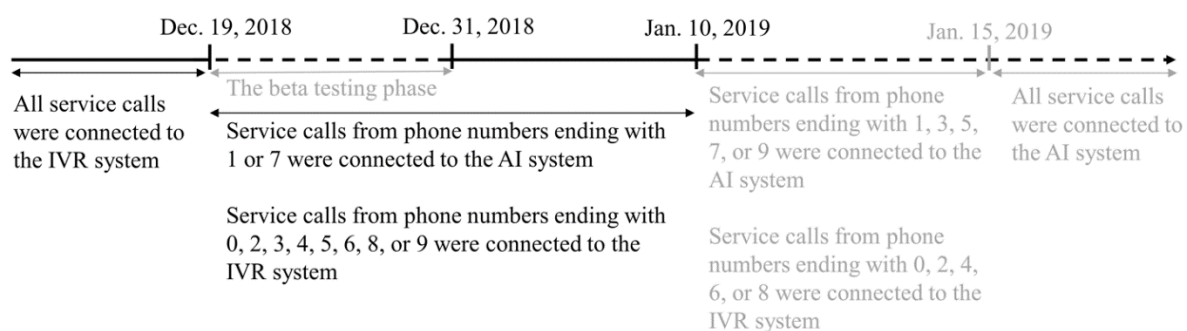 Dec. 19, 2018
Dec. 31, 2018
Jan. 10, 2019
Jan. 15, 2019
All service calls
were connected to
the IVR system
The beta testing phase
Service calls from phone numbers ending with
1 or 7 were connected to the AI system
Service calls from phone numbers ending with
0, 2, 3, 4, 5, 6, 8, or 9 were connected to the
IVR system
Service calls from phone
numbers ending with 1, 3, 5,
7, or 9 were connected to the
AI system
Service calls from phone
numbers ending with 0, 2, 4,
6, or 8 were connected to the
IVR system
All service calls
were connected to
the AI system